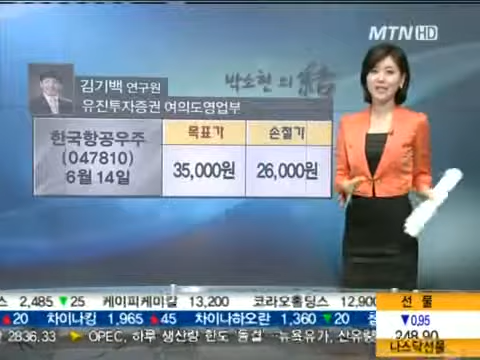 MTN HD
박소현 의 結
김기백 연구원
유진투자증권 여의도영업부
한국항공우주
(047810)
6월 14일
목표가
손절가
35,000원
26,000원
스 2,485 ▼25 케이피케미칼 13,200 코라오홀딩스 12,900
▲20 차이나킹 1,965 ▲45 차이나하오란 1,360 ▼20
2836.33 OPEC, 하루 생산량 한도 '동결'…뉴욕유가,
선 물
▽0.95
248.90
나스닥선물